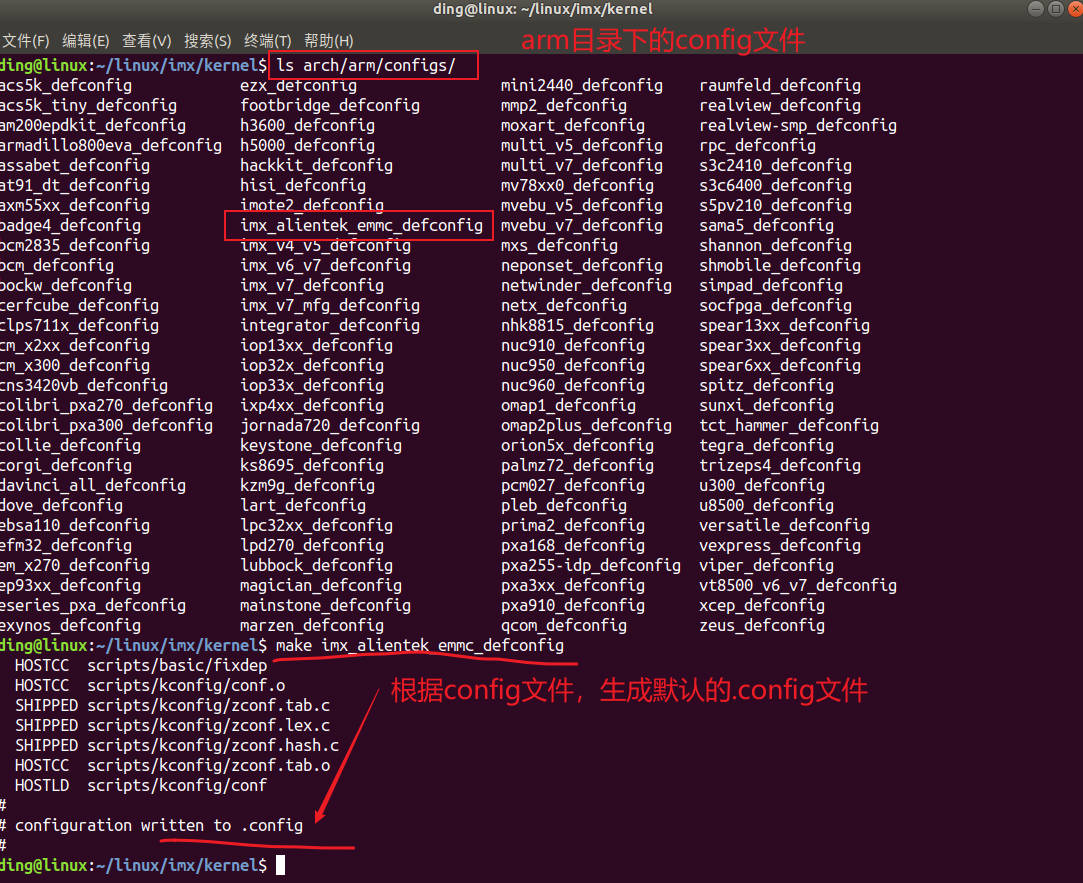 ding@linux: ~/linux/imx/kernel
文件(F) 编辑(E) 查看(V) 搜索(S) 终端(T) 帮助(H)
arm目录下的config文件
ding@linux:~/linux/imx/kernel$ ls arch/arm/configs/
acs5k_defconfig ezx_defconfig mini2440_defconfig raumfeld_defconfig
acs5k_tiny_defconfig footbridge_defconfig mmp2_defconfig realview_defconfig
am200epdkit_defconfig h3600_defconfig moxart_defconfig realview-smp_defconfig
armadillo800eva_defconfig h5000_defconfig multi_v5_defconfig rpc_defconfig
assabet_defconfig hackkit_defconfig multi_v7_defconfig s3c2410_defconfig
at91_dt_defconfig hisi_defconfig mv78xx0_defconfig s3c6400_defconfig
axm55xx_defconfig imote2_defconfig mvebu_v5_defconfig s5pv210_defconfig
badge4_defconfig imx_alientek_emmc_defconfig mvebu_v7_defconfig sama5_defconfig
bcm2835_defconfig imx_v4_v5_defconfig mxs_defconfig shannon_defconfig
bcm_defconfig imx_v6_v7_defconfig neponset_defconfig shmobile_defconfig
bockw_defconfig imx_v7_defconfig netwinder_defconfig simpad_defconfig
cerfcube_defconfig imx_v7_mfg_defconfig netx_defconfig socfpga_defconfig
clps711x_defconfig integrator_defconfig nhk8815_defconfig spear13xx_defconfig
cm_x2xx_defconfig iop13xx_defconfig nuc910_defconfig spear3xx_defconfig
cm_x300_defconfig iop32x_defconfig nuc950_defconfig spear6xx_defconfig
cns3420vb_defconfig iop33x_defconfig nuc960_defconfig spitz_defconfig
colibri_pxa270_defconfig ixp4xx_defconfig omap1_defconfig sunxi_defconfig
colibri_pxa300_defconfig jornada720_defconfig omap2plus_defconfig tct_hammer_defconfig
collie_defconfig keystone_defconfig orion5x_defconfig tegra_defconfig
corgi_defconfig ks8695_defconfig palmz72_defconfig trizeps4_defconfig
davinci_all_defconfig kzm9g_defconfig pcm027_defconfig u300_defconfig
dove_defconfig lart_defconfig pleb_defconfig u8500_defconfig
ebsa110_defconfig lpc32xx_defconfig prima2_defconfig versatile_defconfig
efm32_defconfig lpd270_defconfig pxa168_defconfig vexpress_defconfig
em_x270_defconfig lubbock_defconfig pxa255-idp_defconfig viper_defconfig
ep93xx_defconfig magician_defconfig pxa3xx_defconfig vt8500_v6_v7_defconfig
eseries_pxa_defconfig mainstone_defconfig pxa910_defconfig xcep_defconfig
exynos_defconfig marzen_defconfig qcom_defconfig zeus_defconfig
ding@linux:~/linux/imx/kernel$ make imx_alientek_emmc_defconfig
HOSTCC scripts/basic/fixdep
HOSTCC scripts/kconfig/conf.o
根据config文件，生成默认的.config文件
SHIPPED scripts/kconfig/zconf.tab.c
SHIPPED scripts/kconfig/zconf.lex.c
SHIPPED scripts/kconfig/zconf.hash.c
HOSTCC scripts/kconfig/zconf.tab.o
HOSTLD scripts/kconfig/conf
#
# configuration written to .config
#
ding@linux:~/linux/imx/kernel$